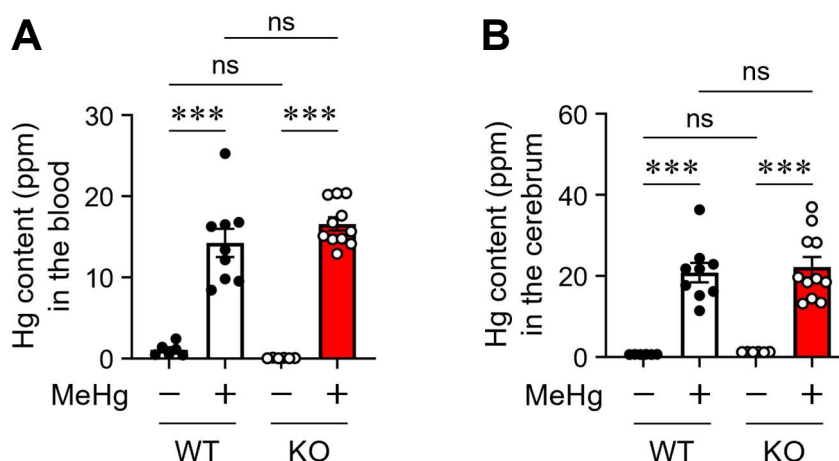 A
ns
ns
*** ***
Hg content (ppm)
in the blood
30
20
10
0
MeHg − + − +
WT KO
B
ns
ns
*** ***
Hg content (ppm)
in the cerebrum
60
40
20
0
MeHg − + − +
WT KO